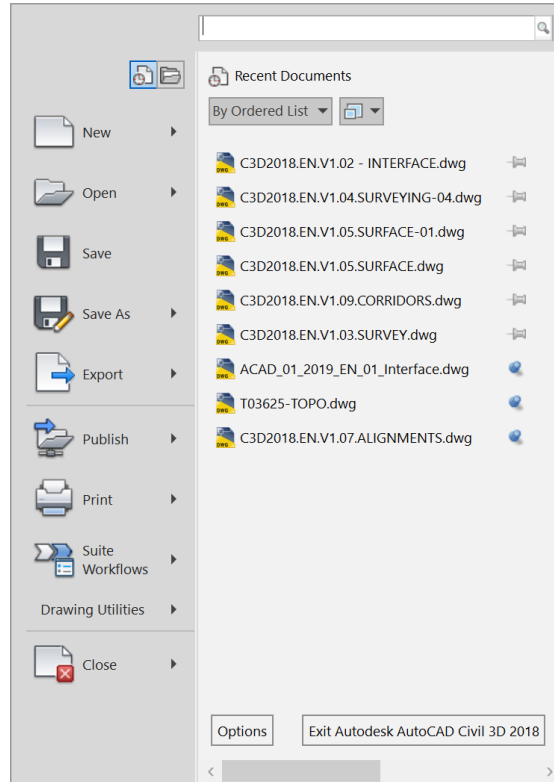 Recent Documents
By Ordered List
New
Open
Save
Save As
Export
Publish
Print
Suite
Workflows
Drawing Utilities
Close
C3D2018.EN.V1.02 - INTERFACE.dwg
C3D2018.EN.V1.04.SURVEYING-04.dwg
C3D2018.EN.V1.05.SURFACE-01.dwg
C3D2018.EN.V1.05.SURFACE.dwg
C3D2018.EN.V1.09.CORRIDORS.dwg
C3D2018.EN.V1.03.SURVEY.dwg
ACAD_01_2019_EN_01_Interface.dwg
T03625-TOPO.dwg
C3D2018.EN.V1.07.ALIGNMENTS.dwg
Options
Exit Autodesk AutoCAD Civil 3D 2018